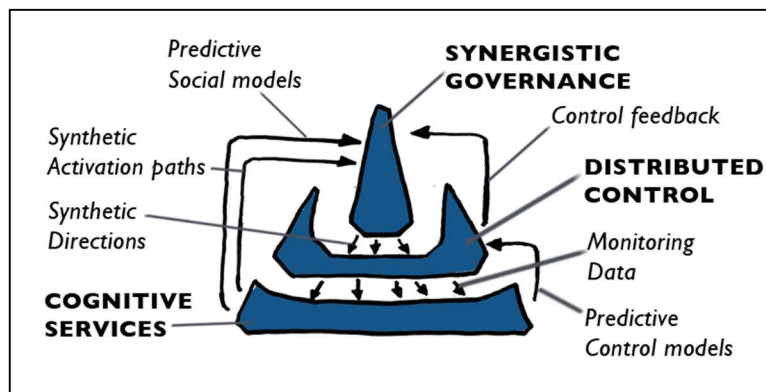 Predictive
Social models
SYNERGISTIC
GOVERNANCE
Control feedback
Synthetic
Activation paths
DISTRIBUTED
CONTROL
Synthetic
Directions
Monitoring
Data
COGNITIVE
SERVICES
Predictive
Control models